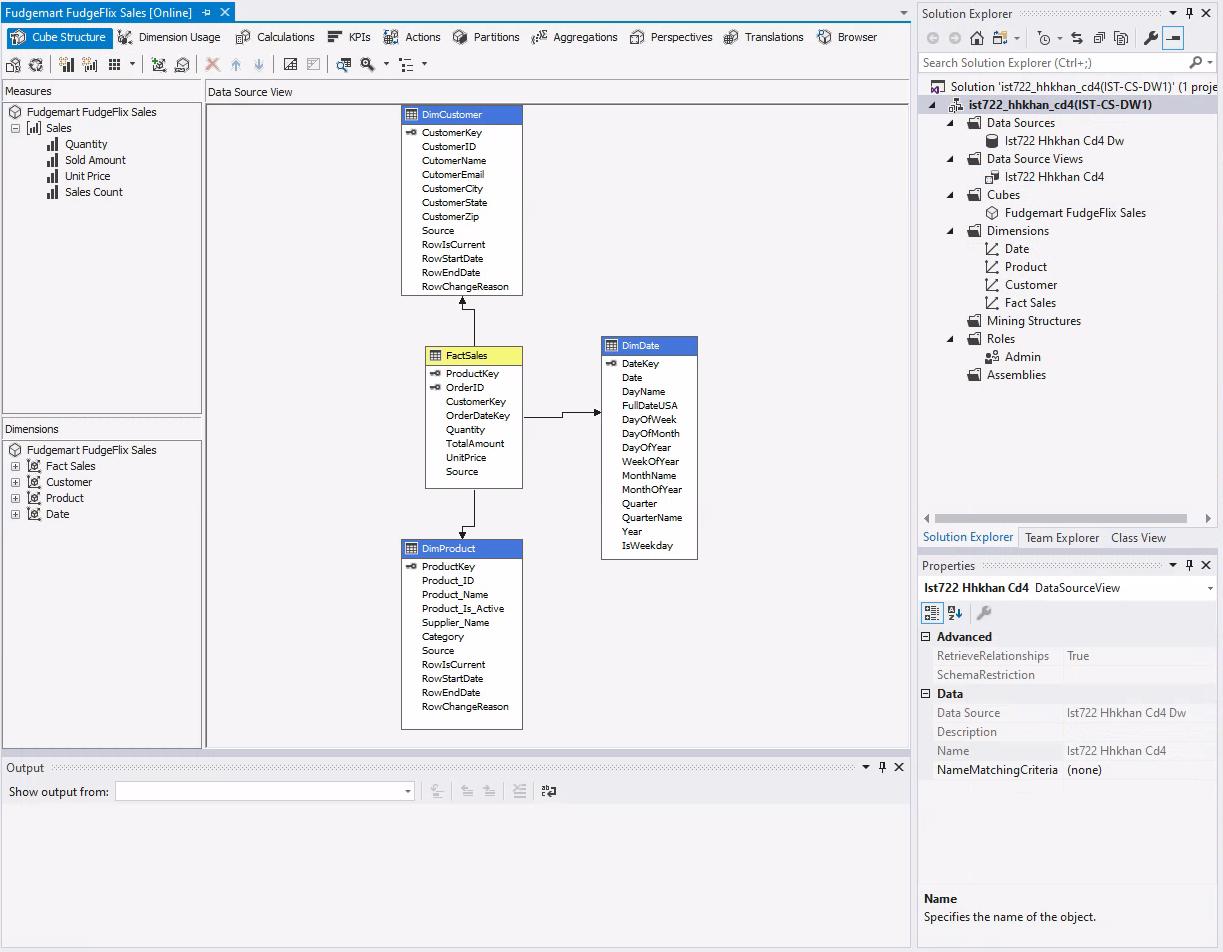 Fudgemart FudgeFlix Sales [Online]
Cube Structure Dimension Usage Calculations KPIs Actions Partitions Aggregations Perspectives Translations Browser
Measures
Fudgemart FudgeFlix Sales
Sales
Quantity
Sold Amount
Unit Price
Sales Count
Dimensions
Fudgemart FudgeFlix Sales
Fact Sales
Customer
Product
Date
Data Source View
DimCustomer
CustomerKey
CustomerID
CutomerName
CutomerEmail
CustomerCity
CustomerState
CustomerZip
Source
RowIsCurrent
RowStartDate
RowEndDate
RowChangeReason
FactSales
ProductKey
OrderID
CustomerKey
OrderDateKey
Quantity
TotalAmount
UnitPrice
Source
DimDate
DateKey
Date
DayName
FullDateUSA
DayOfWeek
DayOfMonth
DayOfYear
WeekOfYear
MonthName
MonthOfYear
Quarter
QuarterName
Year
IsWeekday
DimProduct
ProductKey
Product_ID
Product_Name
Product_Is_Active
Supplier_Name
Category
Source
RowIsCurrent
RowStartDate
RowEndDate
RowChangeReason
Output
Show output from:
Solution Explorer
Search Solution Explorer (Ctrl+;)
Solution 'ist722_hhkhan_cd4(IST-CS-DW1)' (1 proje
ist722_hhkhan_cd4(IST-CS-DW1)
Data Sources
Ist722 Hhkhan Cd4 Dw
Data Source Views
Ist722 Hhkhan Cd4
Cubes
Fudgemart FudgeFlix Sales
Dimensions
Date
Product
Customer
Fact Sales
Mining Structures
Roles
Admin
Assemblies
Solution Explorer Team Explorer Class View
Properties
Ist722 Hhkhan Cd4 DataSourceView
Advanced
RetrieveRelationships True
SchemaRestriction
Data
Data Source Ist722 Hhkhan Cd4 Dw
Description
Name Ist722 Hhkhan Cd4
NameMatchingCriteria (none)
Name
Specifies the name of the object.